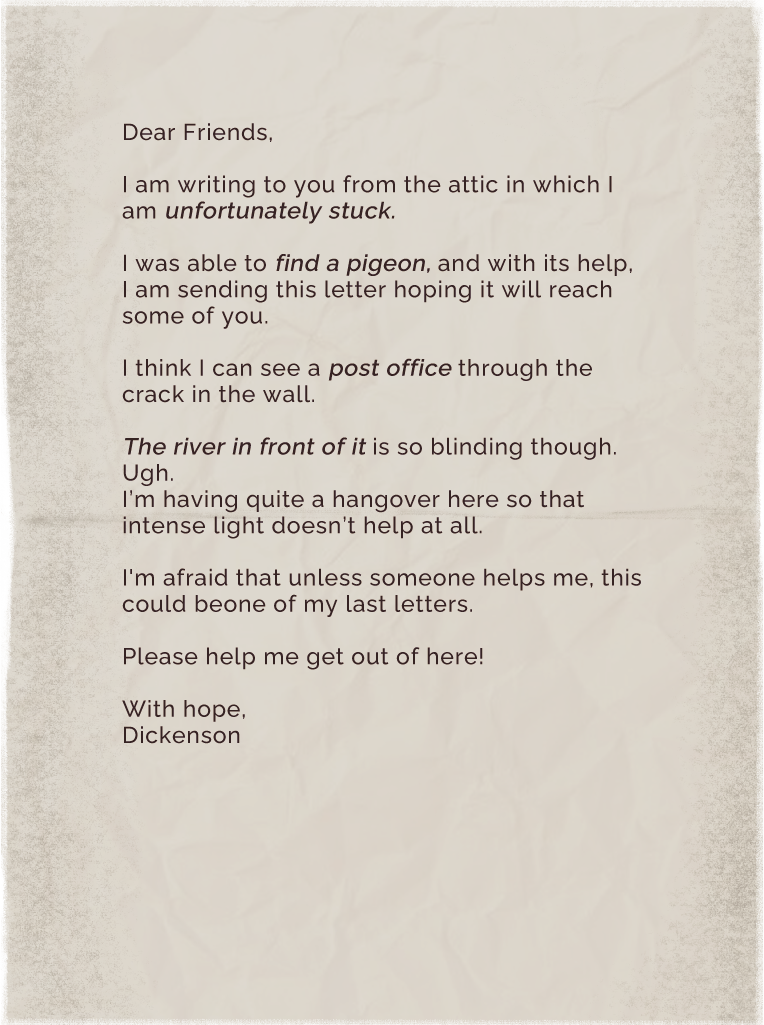 Dear Friends,
I am writing to you from the attic in which I
am unfortunately stuck.
I was able to find a pigeon, and with its help,
I am sending this letter hoping it will reach
some of you.
I think I can see a post office through the
crack in the wall.
The river in front of it is so blinding though.
Ugh.
I'm having quite a hangover here so that
intense light doesn't help at all.
I'm afraid that unless someone helps me, this
could beone of my last letters.
Please help me get out of here!
With hope,
Dickenson